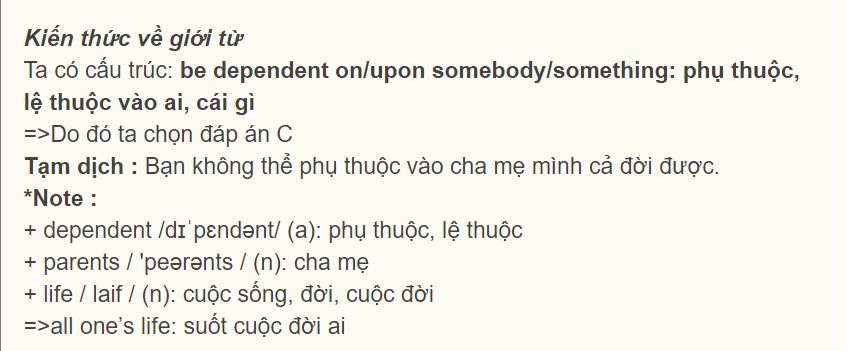 Kiến thức về giới từ
Ta có cấu trúc: be dependent on/upon somebody/something: phụ thuộc,
lệ thuộc vào ai, cái gì
=>Do đó ta chọn đáp án C
Tạm dịch : Bạn không thể phụ thuộc vào cha mẹ mình cả đời được.
*Note :
+ dependent /dɪˈpɛndənt/ (a): phụ thuộc, lệ thuộc
+ parents / 'peərənts / (n): cha mẹ
+ life / laif / (n): cuộc sống, đời, cuộc đời
=>all one’s life: suốt cuộc đời ai